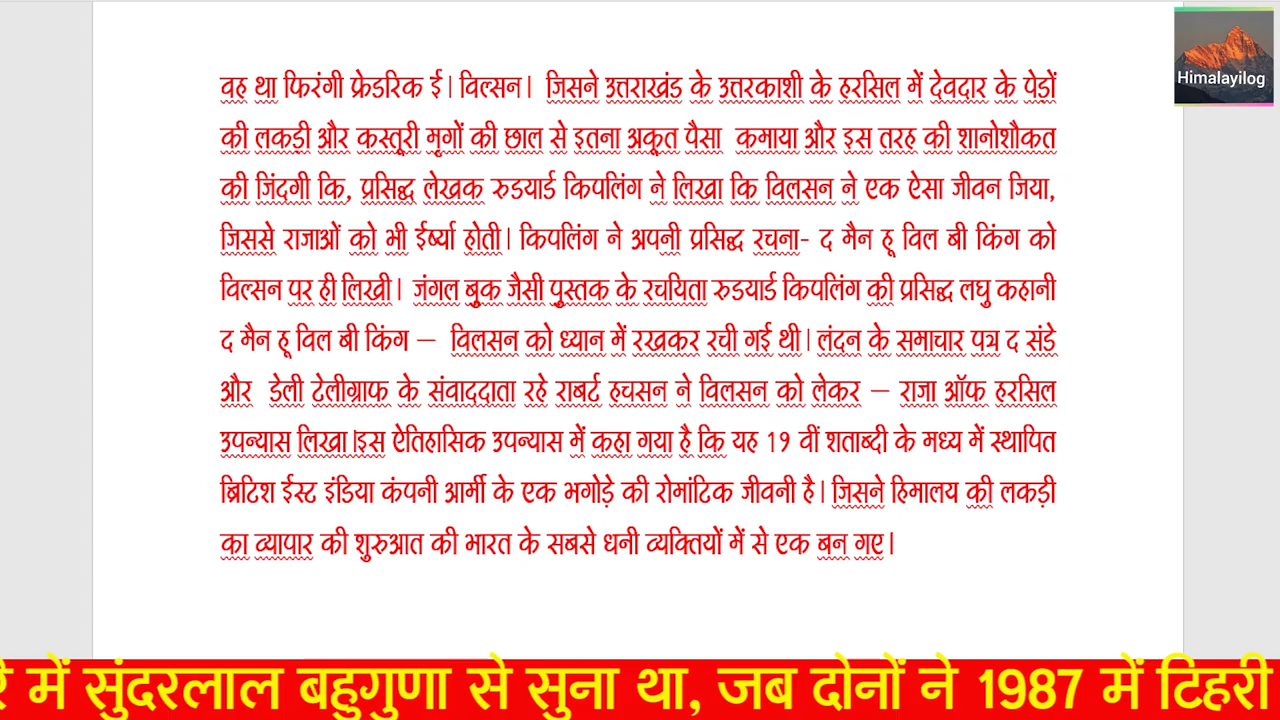 Himalayilog
वह था फिरंगी फ्रेडरिक ई। विल्सन। जिसने उत्तराखंड के उत्तरकाशी के हरसिल में देवदार के पेड़ों
की लकड़ी और कस्तूरी मृगों की छाल से इतना अकूत पैसा कमाया और इस तरह की शानोशौकत
की जिंदगी कि, प्रसिद्ध लेखक रुडयार्ड किपलिंग ने लिखा कि विलसन ने एक ऐसा जीवन जिया,
जिससे राजाओं को भी ईर्ष्या होती। किपलिंग ने अपनी प्रसिद्ध रचना- द मैन हू विल बी किंग को
विल्सन पर ही लिखी। जंगल बुक जैसी पुस्तक के रचयिता रुडयार्ड किपलिंग की प्रसिद्ध लघु कहानी
द मैन हू विल बी किंग – विलसन को ध्यान में रखकर रची गई थी। लंदन के समाचार पत्र द संडे
और डेली टेलीग्राफ के संवाददाता रहे राबर्ट हचसन ने विलसन को लेकर – राजा ऑफ हरसिल
उपन्यास लिखा।इस ऐतिहासिक उपन्यास में कहा गया है कि यह 19 वीं शताब्दी के मध्य में स्थापित
ब्रिटिश ईस्ट इंडिया कंपनी आर्मी के एक भगोड़े की रोमांटिक जीवनी है। जिसने हिमालय की लकड़ी
का व्यापार की शुरुआत की भारत के सबसे धनी व्यक्तियों में से एक बन गए।
में सुंदरलाल बहुगुणा से सुना था, जब दोनों ने 1987 में टिहरी